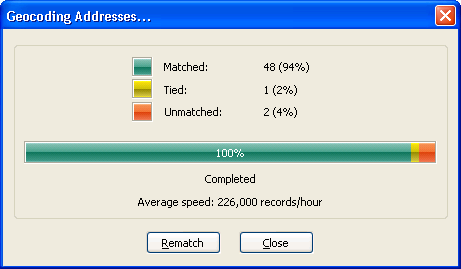 Geocoding Addresses...
Matched: 48 (94%)
Tied: 1 (2%)
Unmatched: 2 (4%)
100%
Completed
Average speed: 226,000 records/hour
Rematch Close